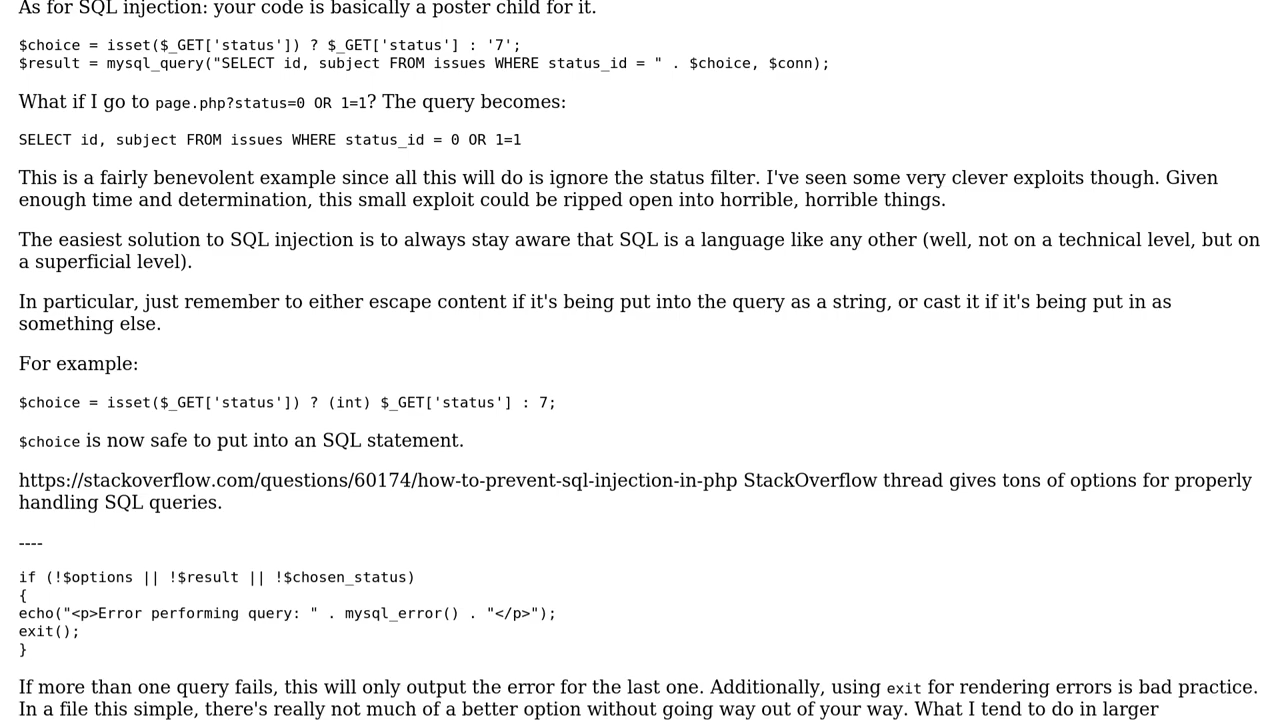 As for SQL injection: your code is basically a poster child for it.
$choice = isset($_GET['status']) ? $_GET['status'] : '7';
$result = mysql_query("SELECT id, subject FROM issues WHERE status_id = " . $choice, $conn);
What if I go to page.php?status=0 OR 1=1? The query becomes:
SELECT id, subject FROM issues WHERE status_id = 0 OR 1=1
This is a fairly benevolent example since all this will do is ignore the status filter. I've seen some very clever exploits though. Given
enough time and determination, this small exploit could be ripped open into horrible, horrible things.
The easiest solution to SQL injection is to always stay aware that SQL is a language like any other (well, not on a technical level, but on
a superficial level).
In particular, just remember to either escape content if it's being put into the query as a string, or cast it if it's being put in as
something else.
For example:
$choice = isset($_GET['status']) ? (int) $_GET['status'] : 7;
$choice is now safe to put into an SQL statement.
https://stackoverflow.com/questions/60174/how-to-prevent-sql-injection-in-php StackOverflow thread gives tons of options for properly
handling SQL queries.
----
if (!$options || !$result || !$chosen_status)
{
echo("<p>Error performing query: " . mysql_error() . "</p>");
exit();
}
If more than one query fails, this will only output the error for the last one. Additionally, using exit for rendering errors is bad practice.
In a file this simple, there's really not much of a better option without going way out of your way. What I tend to do in larger